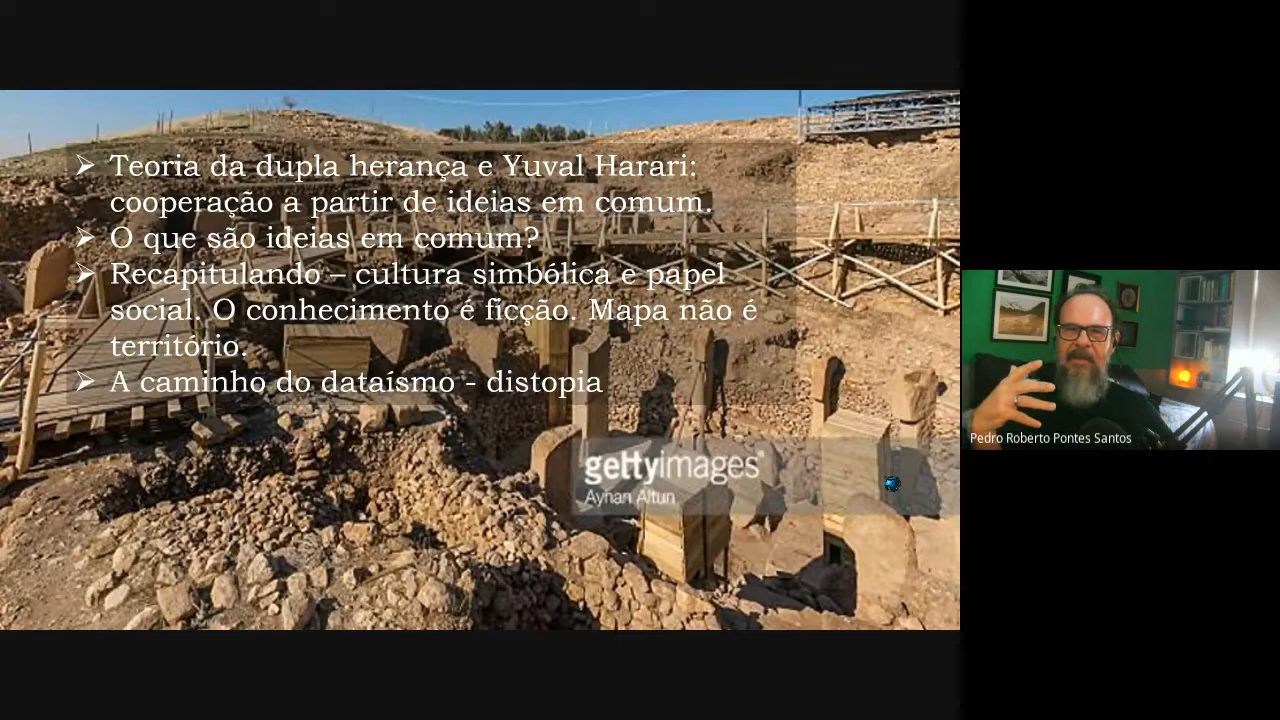 ➢ Teoria da dupla herança e Yuval Harari:
cooperação a partir de ideias em comum.
➢ O que são ideias em comum?
➢ Recapitulando – cultura simbólica e papel
social. O conhecimento é ficção. Mapa não é
território.
➢ A caminho do dataísmo - distopia
gettyimages
Ayhan Altun
Pedro Roberto Pontes Santos